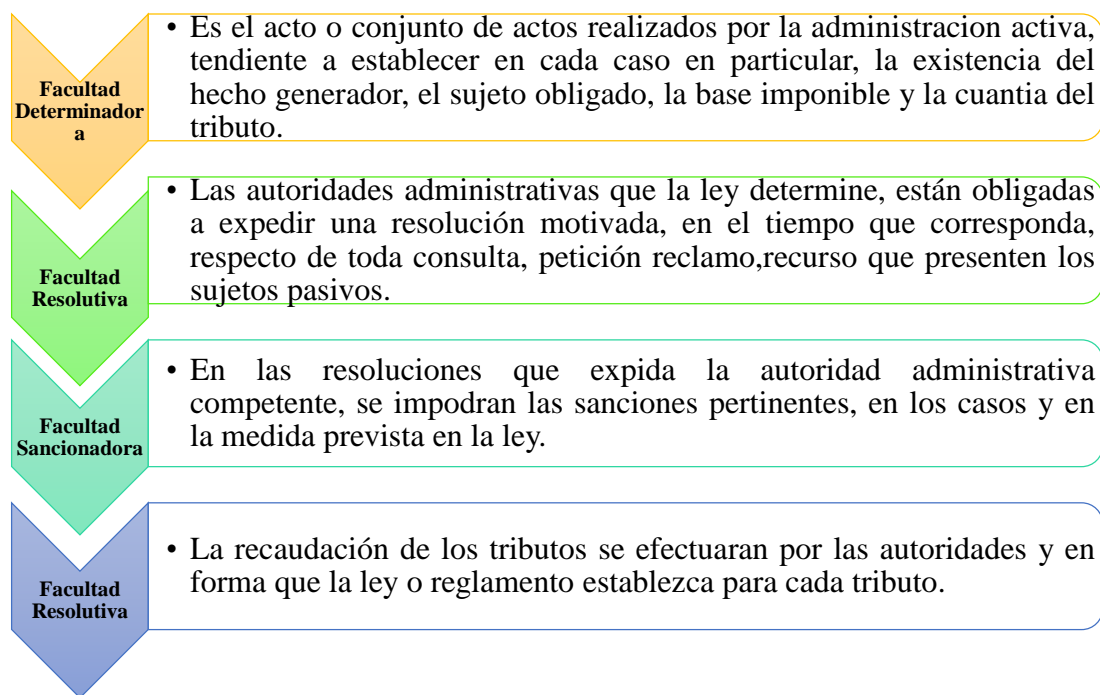 Facultad
Determinador
a
• Es el acto o conjunto de actos realizados por la administracion activa,
tendiente a establecer en cada caso en particular, la existencia del
hecho generador, el sujeto obligado, la base imponible y la cuantia del
tributo.
Facultad
Resolutiva
• Las autoridades administrativas que la ley determine, están obligadas
a expedir una resolución motivada, en el tiempo que corresponda,
respecto de toda consulta, petición reclamo,recurso que presenten los
sujetos pasivos.
Facultad
Sancionadora
• En las resoluciones que expida la autoridad administrativa
competente, se impodran las sanciones pertinentes, en los casos y en
la medida prevista en la ley.
Facultad
Resolutiva
• La recaudación de los tributos se efectuaran por las autoridades y en
forma que la ley o reglamento establezca para cada tributo.